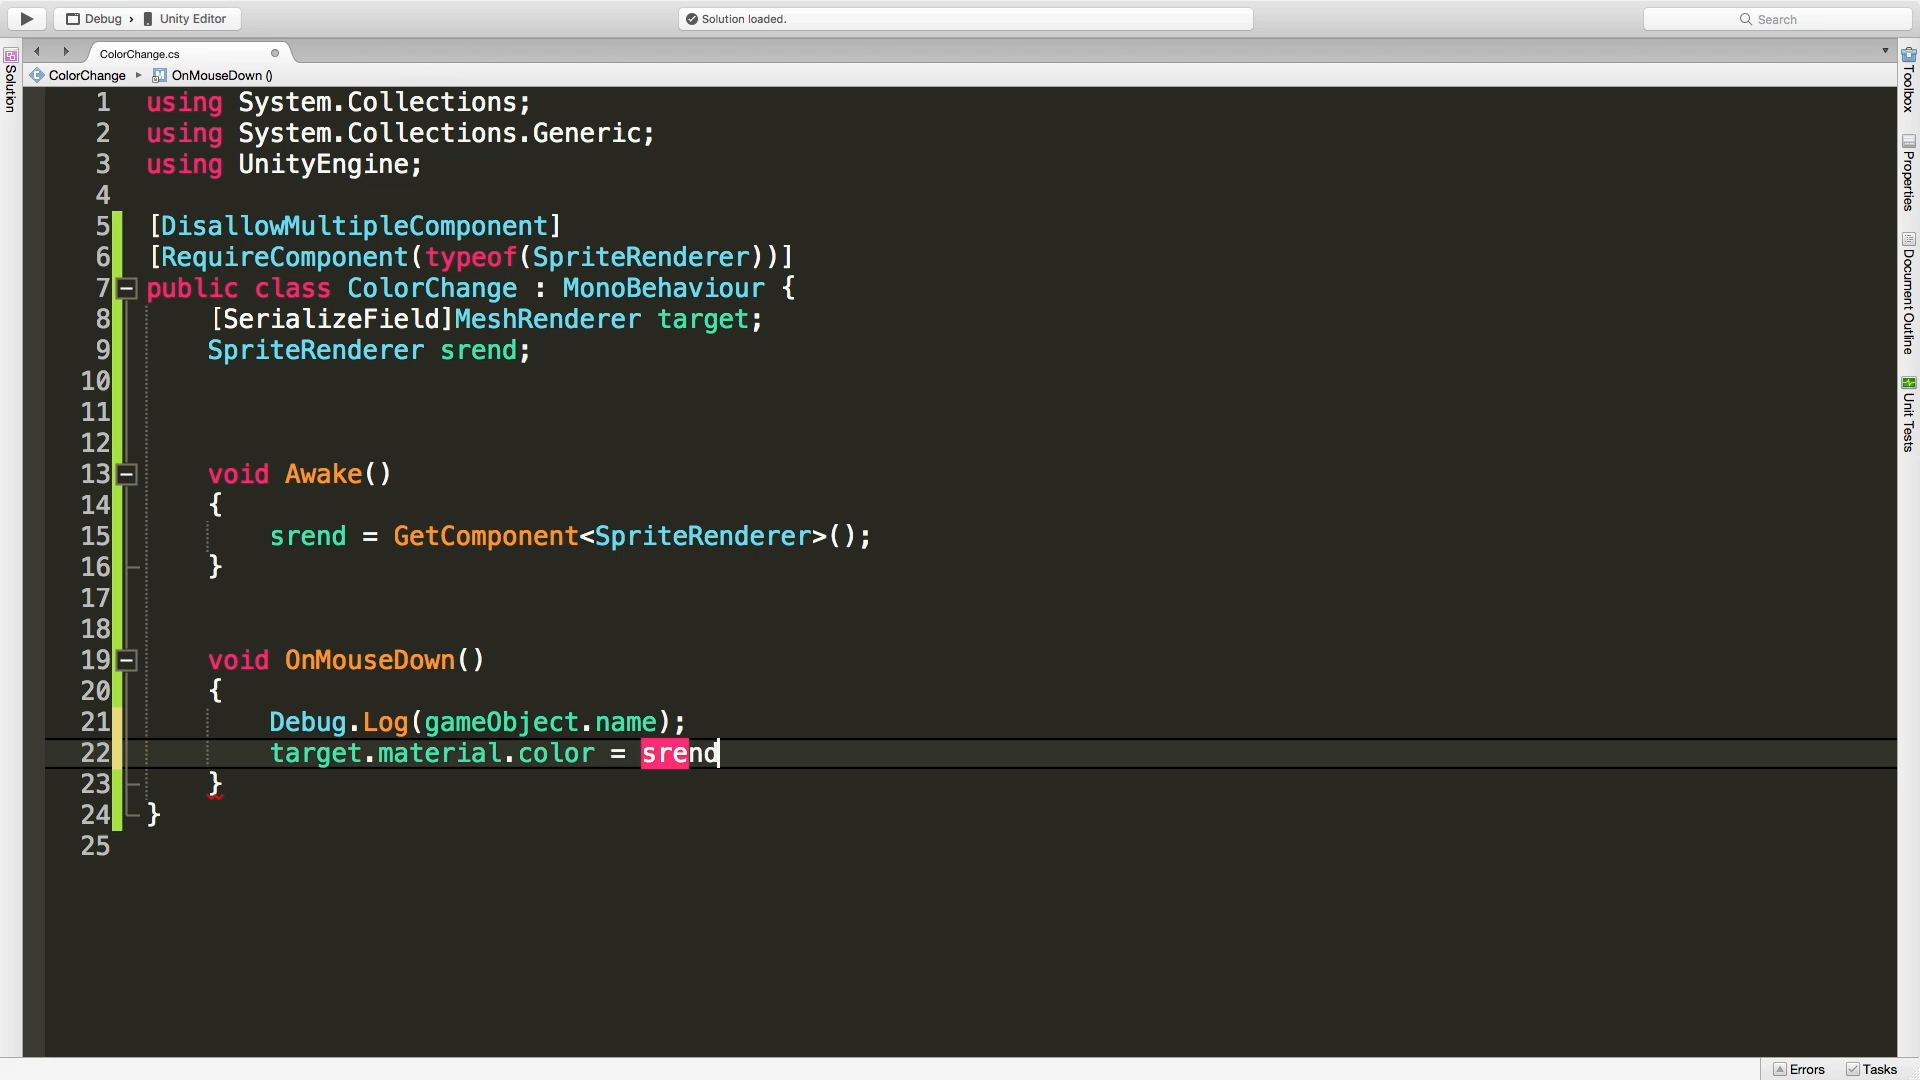 Debug › Unity Editor
Solution loaded.
Search
ColorChange.cs
ColorChange ▸ OnMouseDown ()
Solution
Toolbox
Properties
Document Outline
Unit Tests
1 using System.Collections;
2 using System.Collections.Generic;
3 using UnityEngine;
4
5 [DisallowMultipleComponent]
6 [RequireComponent(typeof(SpriteRenderer))]
7 public class ColorChange : MonoBehaviour {
8 [SerializeField]MeshRenderer target;
9 SpriteRenderer srend;
10
11
12
13 void Awake()
14 {
15 srend = GetComponent<SpriteRenderer>();
16 }
17
18
19 void OnMouseDown()
20 {
21 Debug.Log(gameObject.name);
22 target.material.color = srend
23 }
24 }
25
Errors
Tasks